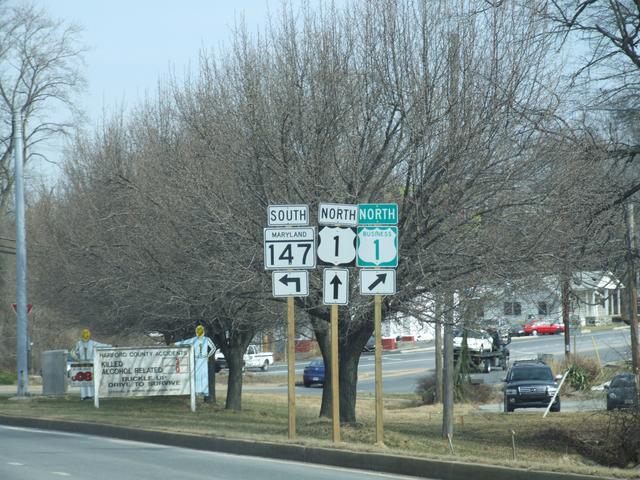 SOUTH
MARYLAND
147
NORTH
1
NORTH
BUSINESS
1
HARFORD COUNTY ACCIDENTS
KILLED
ALCOHOL RELATED
BUCKLE UP
DRIVE TO SURVIVE